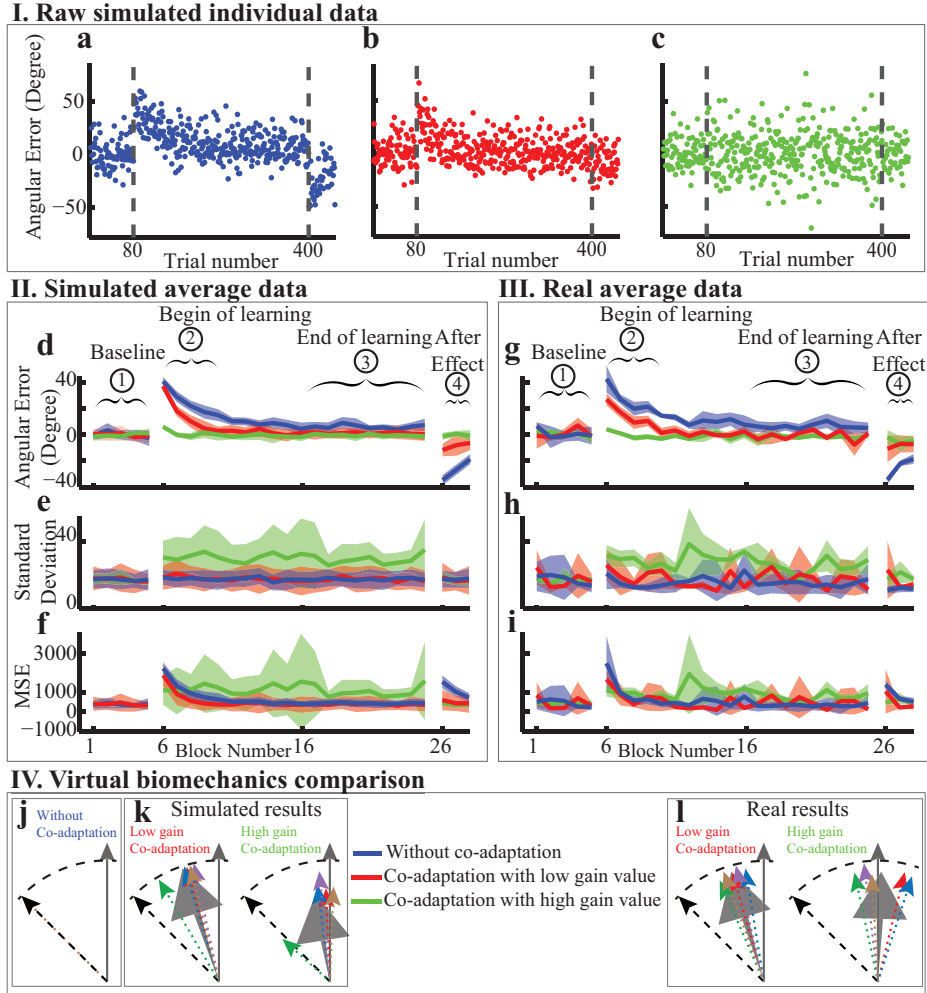 I. Raw simulated individual data
a
b
c
Angular Error (Degree)
50
0
−50
80
400
80
400
80
400
Trial number
Trial number
Trial number
II. Simulated average data
III. Real average data
Begin of learning
Begin of learning
d
Baseline
2
End of learning
After
Effect
1
3
4
g
Baseline
2
End of learning
After
Effect
1
3
4
Angular Error
(Degree)
40
0
−40
e
h
Standard
Deviation
40
0
f
i
MSE
3000
1000
0
−1000
1
6
Block Number
16
26
1
6
Block Number
16
26
IV. Virtual biomechanics comparison
j
Without
Co-adaptation
k
Simulated results
Low gain
Co-adaptation
High gain
Co-adaptation
Without co-adaptation
Co-adaptation with low gain value
Co-adaptation with high gain value
l
Real results
Low gain
Co-adaptation
High gain
Co-adaptation